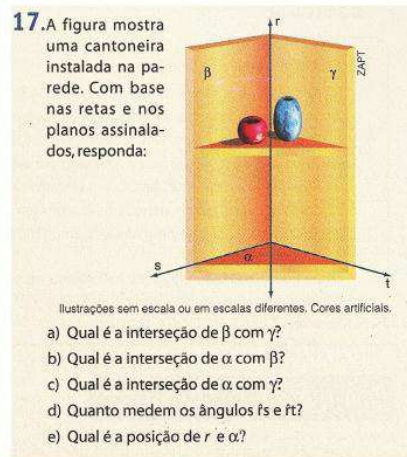 17.A figura mostra
uma cantoneira
instalada na pa-
rede. Com base
nas retas e nos
planos assinala-
dos, responda:
r
β
γ
ZAPT
α
s
t
Ilustrações sem escala ou em escalas diferentes. Cores artificiais.
a) Qual é a interseção de β com γ?
b) Qual é a interseção de α com β?
c) Qual é a interseção de α com γ?
d) Quanto medem os ângulos r̂s e r̂t?
e) Qual é a posição de r e α?